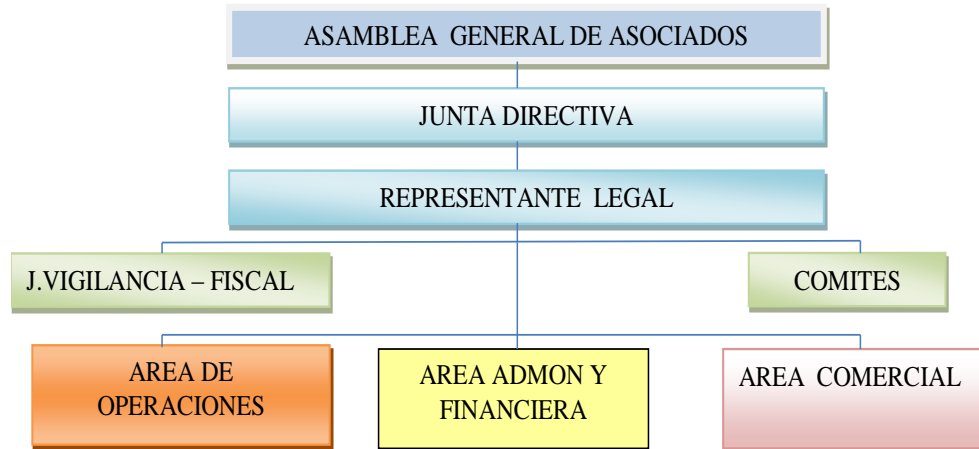 ASAMBLEA GENERAL DE ASOCIADOS
JUNTA DIRECTIVA
REPRESENTANTE LEGAL
J.VIGILANCIA – FISCAL
COMITES
AREA DE
OPERACIONES
AREA ADMON Y
FINANCIERA
AREA COMERCIAL